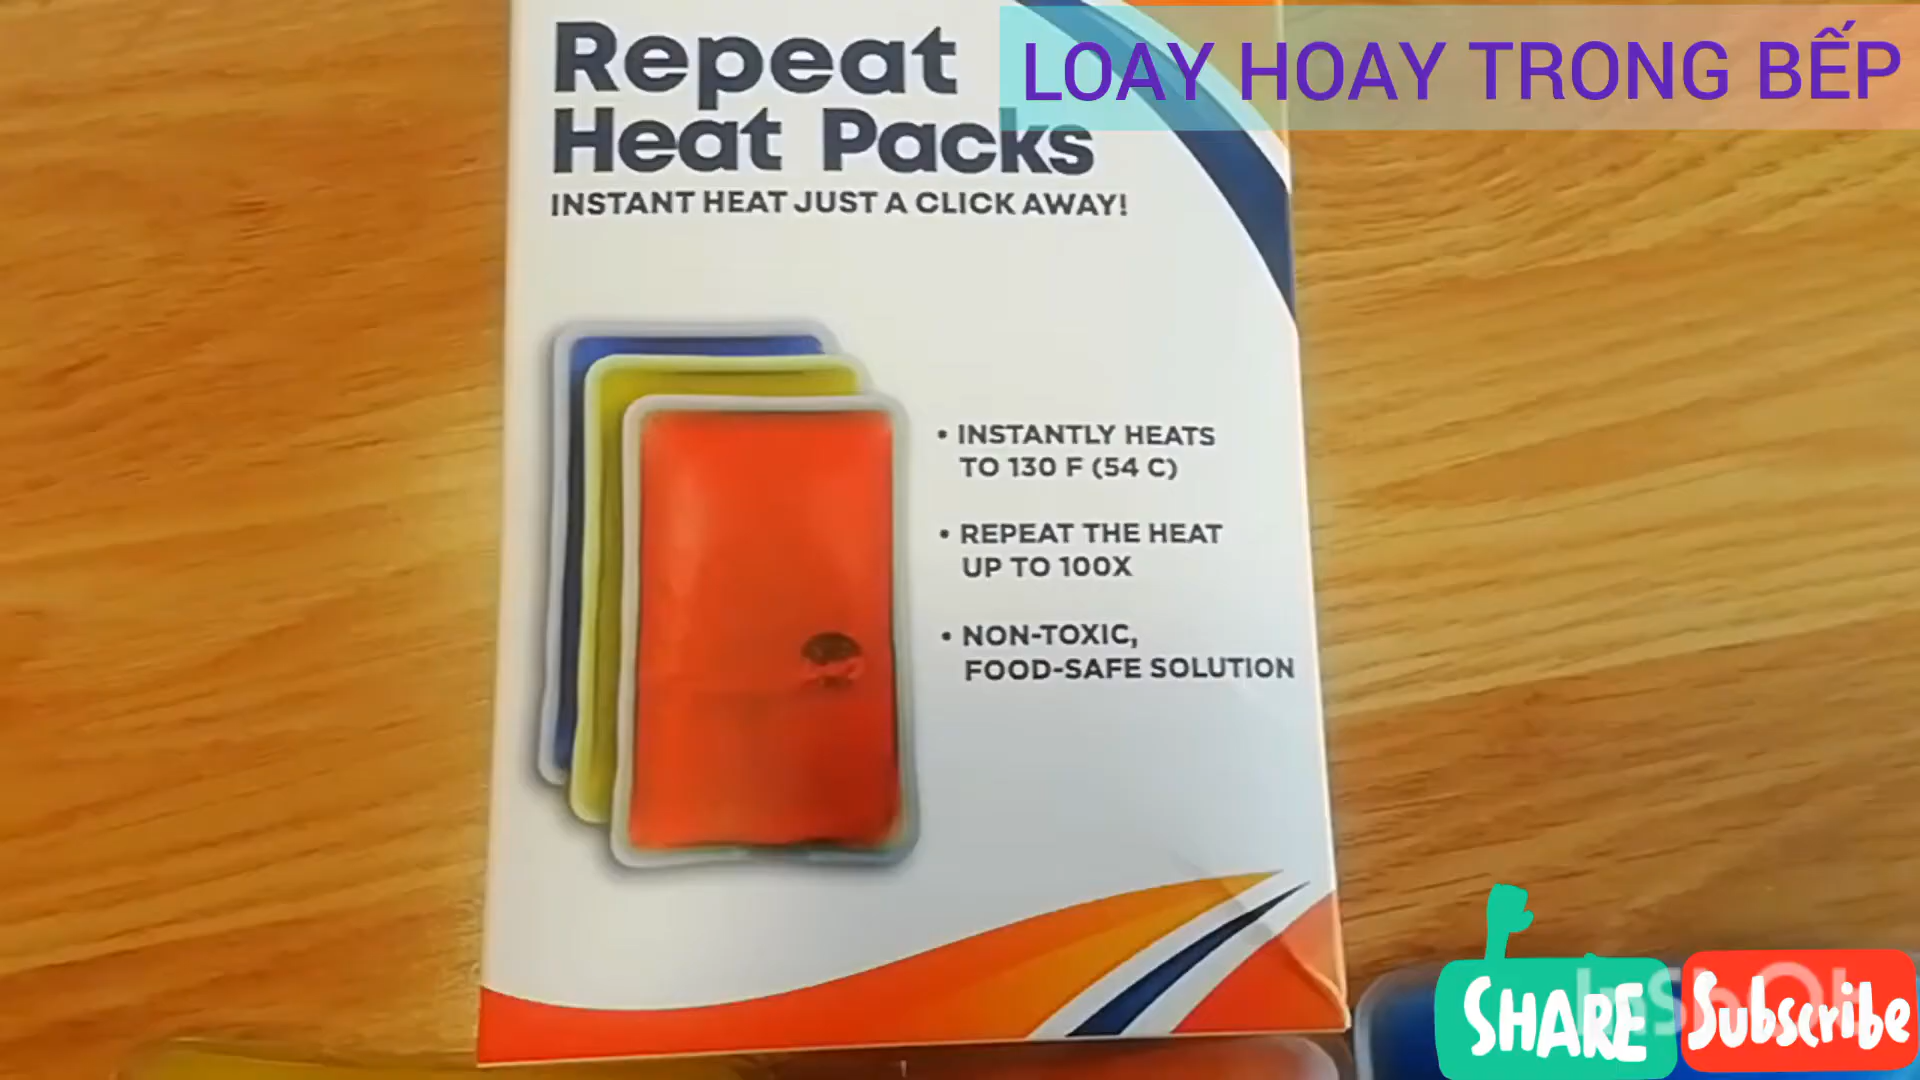 Repeat
Heat Packs
INSTANT HEAT JUST A CLICK AWAY!
LOAY HOAY TRONG BẾP
• INSTANTLY HEATS
TO 130 F (54 C)
• REPEAT THE HEAT
UP TO 100X
• NON-TOXIC,
FOOD-SAFE SOLUTION
SHARE
Subscribe
InShOt